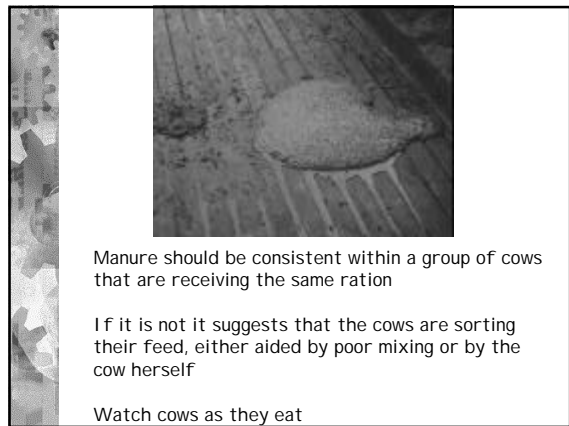 Manure should be consistent within a group of cows
that are receiving the same ration
If it is not it suggests that the cows are sorting
their feed, either aided by poor mixing or by the
cow herself
Watch cows as they eat